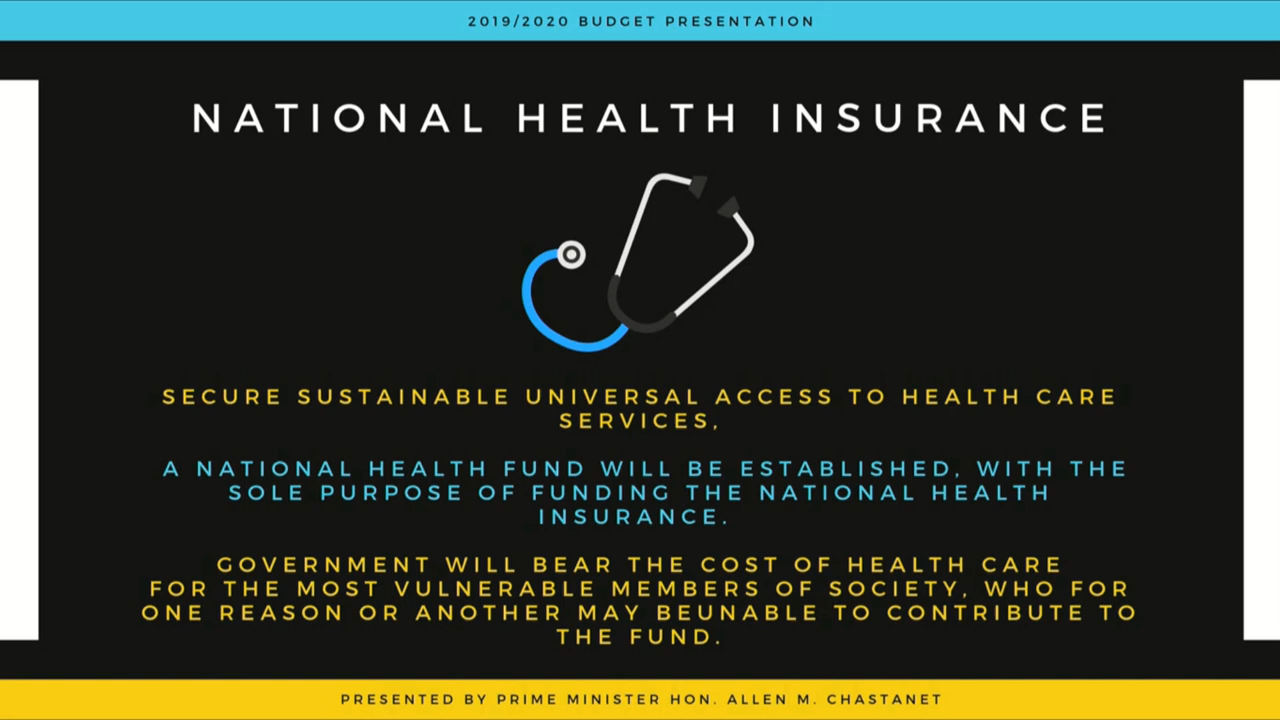 2019/2020 BUDGET PRESENTATION
NATIONAL HEALTH INSURANCE
SECURE SUSTAINABLE UNIVERSAL ACCESS TO HEALTH CARE
SERVICES,
A NATIONAL HEALTH FUND WILL BE ESTABLISHED, WITH THE
SOLE PURPOSE OF FUNDING THE NATIONAL HEALTH
INSURANCE.
GOVERNMENT WILL BEAR THE COST OF HEALTH CARE
FOR THE MOST VULNERABLE MEMBERS OF SOCIETY, WHO FOR
ONE REASON OR ANOTHER MAY BEUNABLE TO CONTRIBUTE TO
THE FUND.
PRESENTED BY PRIME MINISTER HON. ALLEN M. CHASTANET